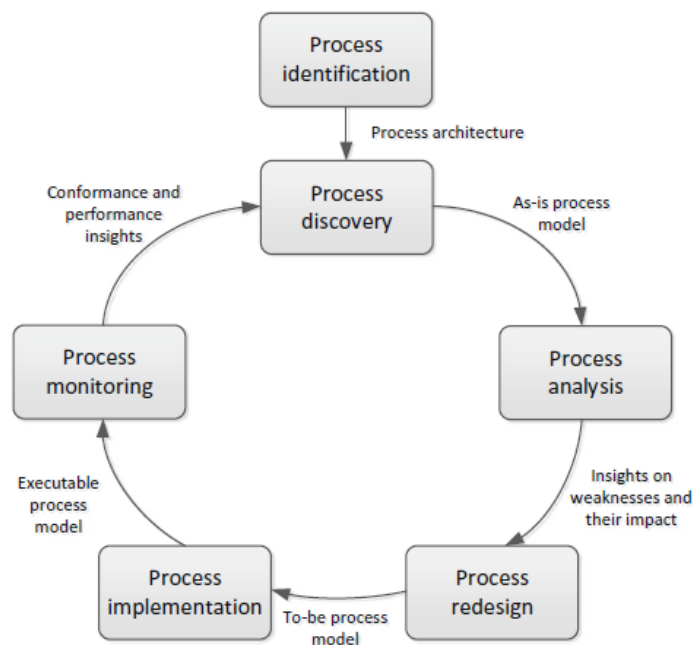 Process
identification
Process architecture
Process
discovery
As-is process
model
Process
analysis
Insights on
weaknesses and
their impact
Process
redesign
To-be process
model
Process
implementation
Executable
process
model
Process
monitoring
Conformance and
performance
insights